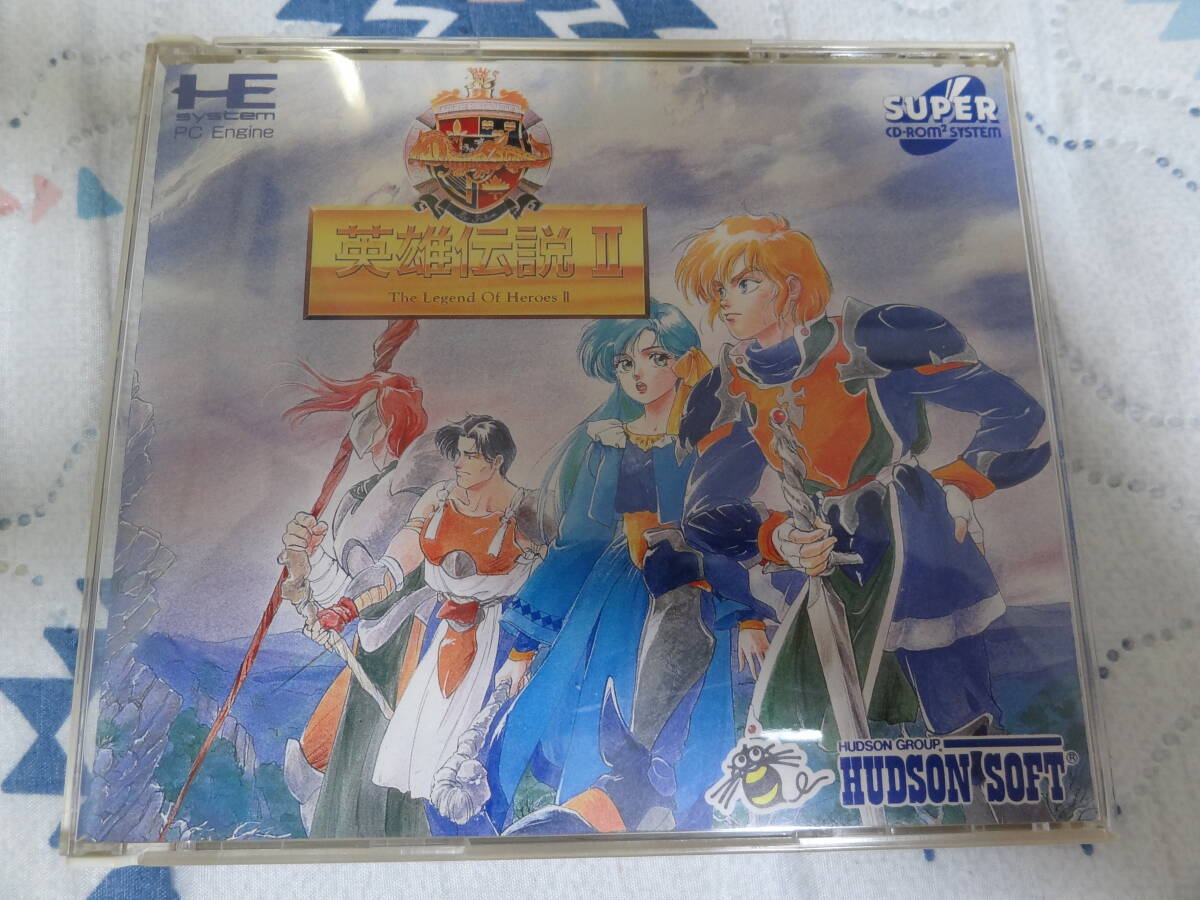 HE
system
PC Engine
SUPER
CD-ROM² SYSTEM
英雄伝説 II
The Legend Of Heroes II
HUDSON GROUP
HUDSON SOFT®